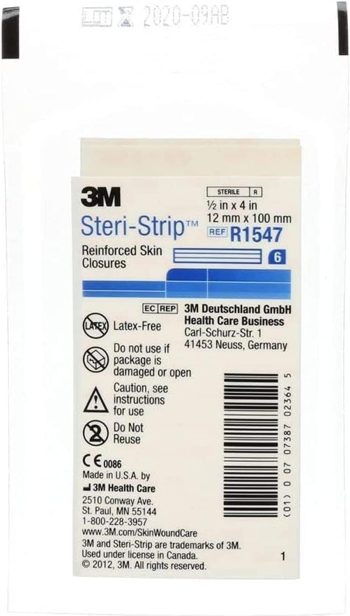 LOT 2020-09AB
3M
Steri-Strip™
Reinforced Skin
Closures
STERILE R
½ in x 4 in
12 mm x 100 mm
REF R1547
6
EC REP 3M Deutschland GmbH
Health Care Business
Carl-Schurz-Str. 1
41453 Neuss, Germany
LATEX Latex-Free
Do not use if
package is
damaged or open
Caution, see
instructions
for use
2 Do Not
Reuse
CE 0086
Made in U.S.A. by
3M Health Care
2510 Conway Ave.
St. Paul, MN 55144
1-800-228-3957
www.3M.com/SkinWoundCare
3M and Steri-Strip are trademarks of 3M.
Used under license in Canada.
© 2012, 3M. All rights reserved.
1
(01) 0 07 07387 02364 5